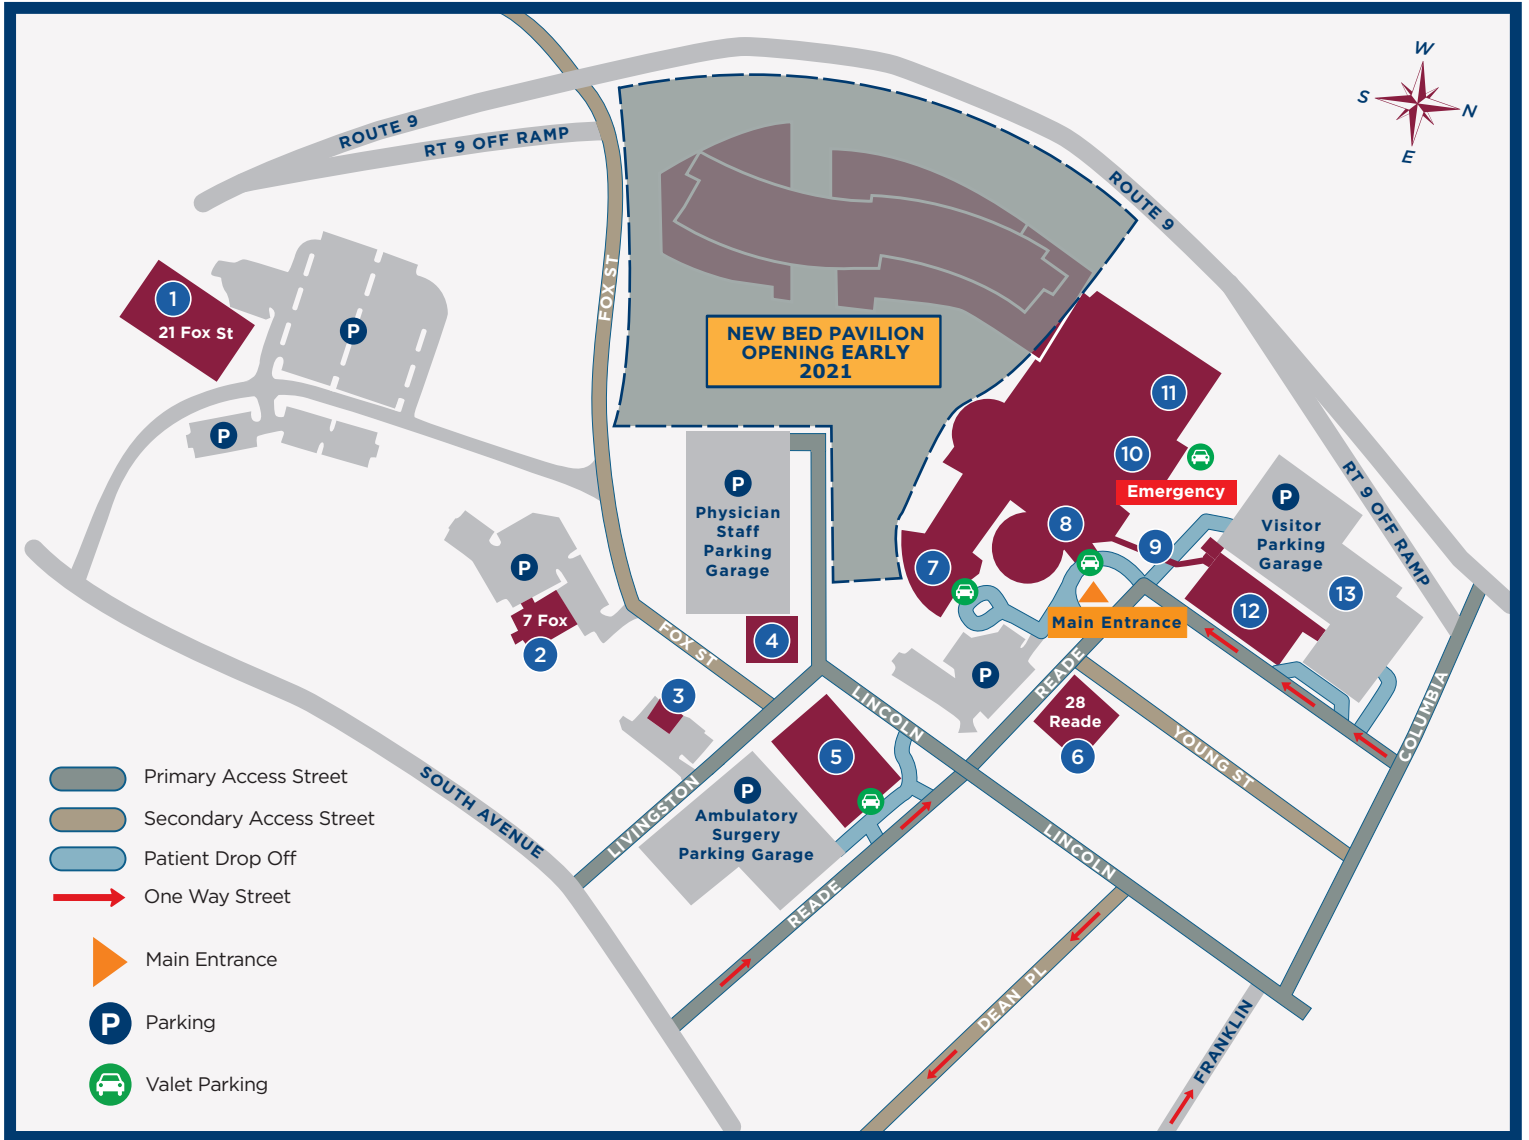 W
S
N
E
ROUTE 9
RT 9 OFF RAMP
ROUTE 9
FOX ST
1
21 Fox St
P
P
NEW BED PAVILION
OPENING EARLY
2021
11
10
Emergency
RT 9 OFF RAMP
P
Physician
Staff
Parking
Garage
P
Visitor
Parking
Garage
8
9
7
13
12
P
7 Fox
2
4
Main Entrance
FOX ST
3
P
READE
28
Reade
6
COLUMBIA
LINCOLN
YOUNG ST
5
SOUTH AVENUE
LIVINGSTON
P
Ambulatory
Surgery
Parking Garage
READE
LINCOLN
DEAN PL
FRANKLIN
Primary Access Street
Secondary Access Street
Patient Drop Off
One Way Street
Main Entrance
P
Parking
Valet Parking